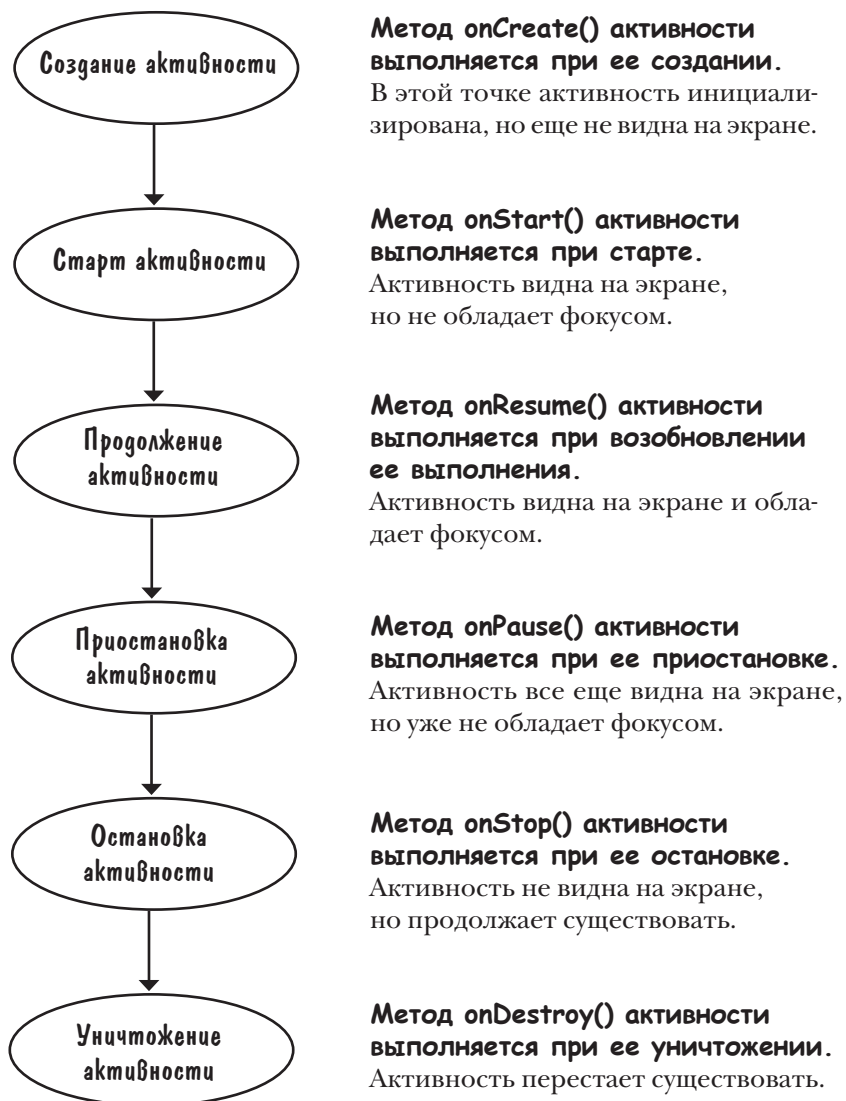 Создание активности
Метод onCreate() активности
выполняется при ее создании.
В этой точке активность инициали-
зирована, но еще не видна на экране.
Старт активности
Метод onStart() активности
выполняется при старте.
Активность видна на экране,
но не обладает фокусом.
Продолжение
активности
Метод onResume() активности
выполняется при возобновлении
ее выполнения.
Активность видна на экране и обла-
дает фокусом.
Приостановка
активности
Метод onPause() активности
выполняется при ее приостановке.
Активность все еще видна на экране,
но уже не обладает фокусом.
Остановка
активности
Метод onStop() активности
выполняется при ее остановке.
Активность не видна на экране,
но продолжает существовать.
Уничтожение
активности
Метод onDestroy() активности
выполняется при ее уничтожении.
Активность перестает существовать.